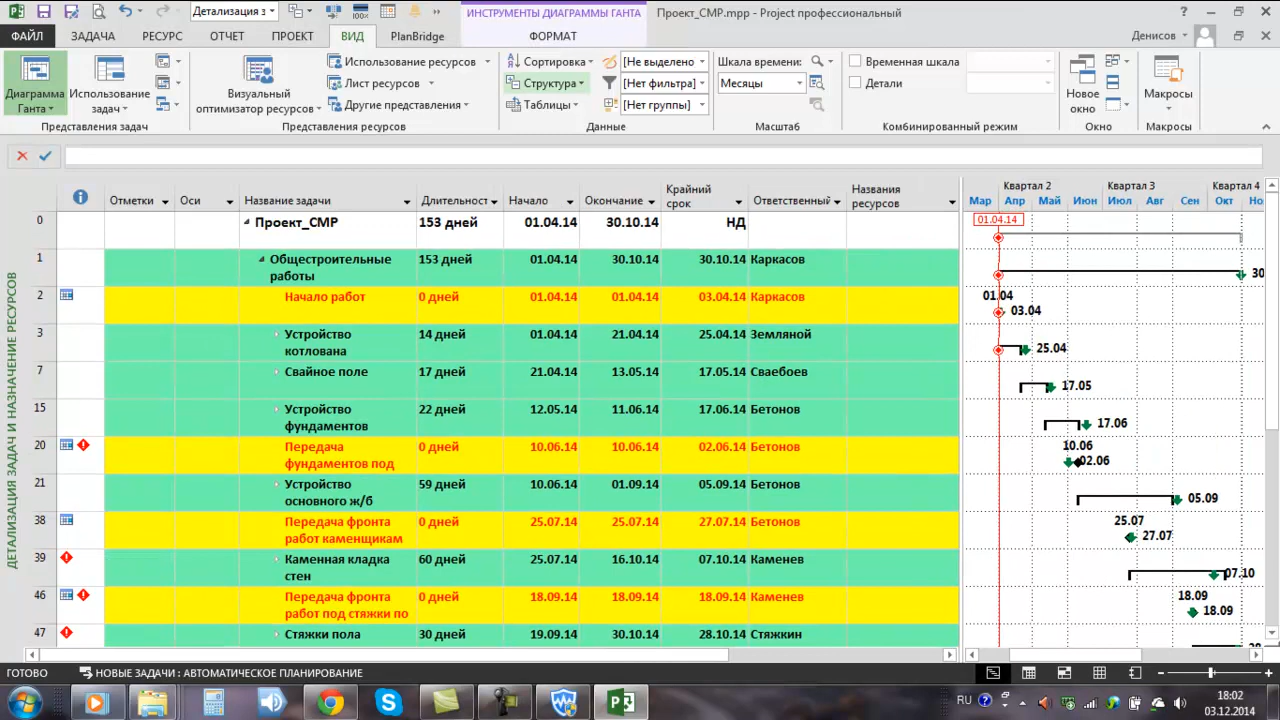 Детализация з
ИНСТРУМЕНТЫ ДИАГРАММЫ ГАНТА
Проект_СМР.mpp - Project профессиональный
ФАЙЛ
ЗАДАЧА
РЕСУРС
ОТЧЕТ
ПРОЕКТ
ВИД
PlanBridge
ФОРМАТ
Денисов
Диаграмма Ганта
Использование задач
Визуальный оптимизатор ресурсов
Использование ресурсов
Лист ресурсов
Другие представления
Сортировка
Структура
Таблицы
[Не выделено
[Нет фильтра]
[Нет группы]
Шкала времени:
Месяцы
Временная шкала
Детали
Новое окно
Макросы
Представления задач
Представления ресурсов
Данные
Масштаб
Комбинированный режим
Окно
Макросы
ДЕТАЛИЗАЦИЯ ЗАДАЧ И НАЗНАЧЕНИЕ РЕСУРСОВ
Отметки Оси Название задачи Длительност Начало Окончание Крайний срок Ответственный Названия ресурсов
Квартал 2 Квартал 3 Квартал 4
Мар Апр Май Июн Июл Авг Сен Окт Но
01.04.14
0 Проект_СМР 153 дней 01.04.14 30.10.14 НД
1 Общестроительные работы 153 дней 01.04.14 30.10.14 30.10.14 Каркасов
30
2 Начало работ 0 дней 01.04.14 01.04.14 03.04.14 Каркасов
01.04
03.04
3 Устройство котлована 14 дней 01.04.14 21.04.14 25.04.14 Земляной
25.04
7 Свайное поле 17 дней 21.04.14 13.05.14 17.05.14 Сваебоев
17.05
15 Устройство фундаментов 22 дней 12.05.14 11.06.14 17.06.14 Бетонов
17.06
20 Передача фундаментов под 0 дней 10.06.14 10.06.14 02.06.14 Бетонов
10.06
02.06
21 Устройство основного ж/б 59 дней 10.06.14 01.09.14 05.09.14 Бетонов
05.09
38 Передача фронта работ каменщикам 0 дней 25.07.14 25.07.14 27.07.14 Бетонов
25.07
27.07
39 Каменная кладка стен 60 дней 25.07.14 16.10.14 07.10.14 Каменев
07.10
46 Передача фронта работ под стяжки по 0 дней 18.09.14 18.09.14 18.09.14 Каменев
18.09
18.09
47 Стяжки пола 30 дней 19.09.14 30.10.14 28.10.14 Стяжкин
ГОТОВО
НОВЫЕ ЗАДАЧИ : АВТОМАТИЧЕСКОЕ ПЛАНИРОВАНИЕ
RU
18:02
03.12.2014